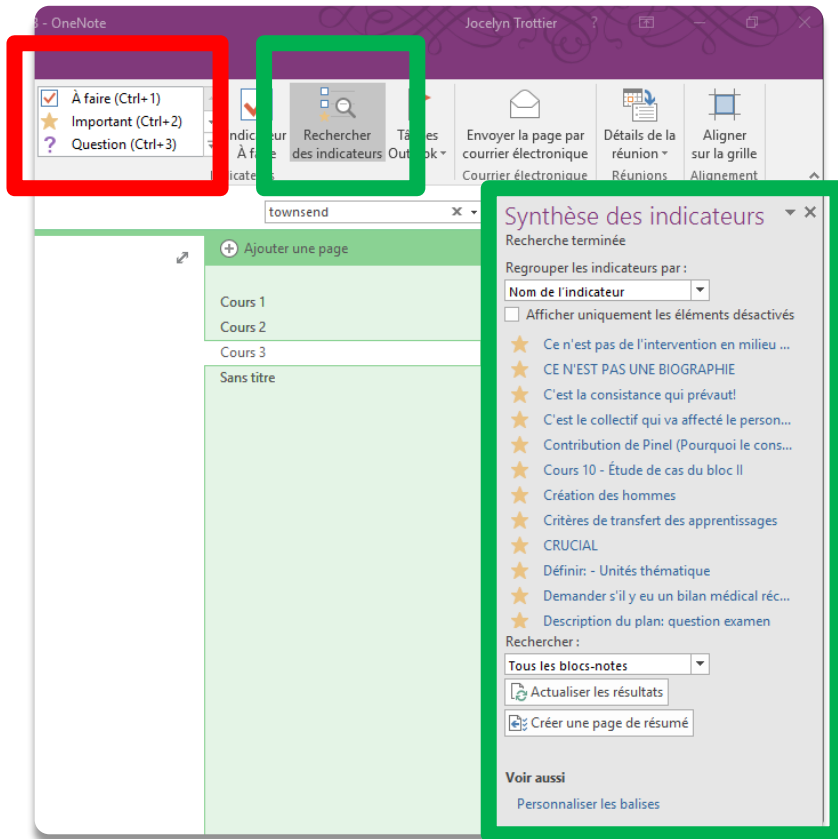 - OneNote
Jocelyn Trottier ?
À faire (Ctrl+1)
Important (Ctrl+2)
? Question (Ctrl+3)
À
Rechercher
des indicateurs
Envoyer la page par
courrier électronique
Détails de la
réunion
Aligner
sur la grille
Courrier électronique
Réunions
Alignement
townsend
Ajouter une page
Cours 1
Cours 2
Cours 3
Sans titre
Synthèse des indicateurs
Recherche terminée
Regrouper les indicateurs par :
Nom de l'indicateur
Afficher uniquement les éléments désactivés
Ce n'est pas de l'intervention en milieu ...
CE N'EST PAS UNE BIOGRAPHIE
C'est la consistance qui prévaut!
C'est le collectif qui va affecté le person...
Contribution de Pinel (Pourquoi le cons...
Cours 10 - Étude de cas du bloc II
Création des hommes
Critères de transfert des apprentissages
CRUCIAL
Définir: - Unités thématique
Demander s'il y eu un bilan médical réc...
Description du plan: question examen
Rechercher :
Tous les blocs-notes
Actualiser les résultats
Créer une page de résumé
Voir aussi
Personnaliser les balises